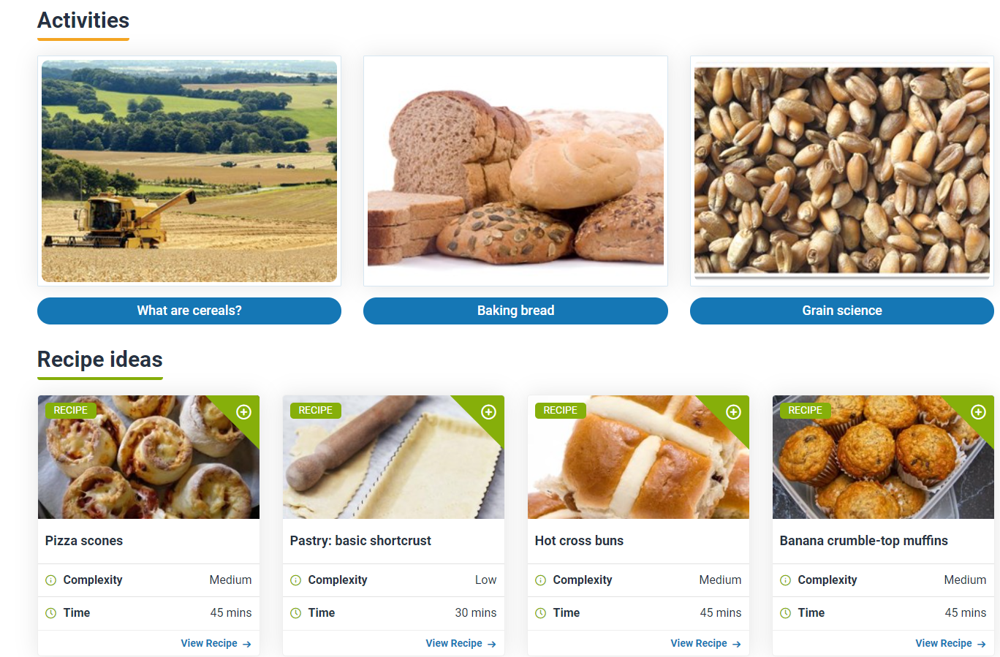 Activities
What are cereals?
Baking bread
Grain science
Recipe ideas
RECIPE
Pizza scones
Complexity Medium
Time 45 mins
View Recipe →
RECIPE
Pastry: basic shortcrust
Complexity Low
Time 30 mins
View Recipe →
RECIPE
Hot cross buns
Complexity Medium
Time 45 mins
View Recipe →
RECIPE
Banana crumble-top muffins
Complexity Medium
Time 45 mins
View Recipe →